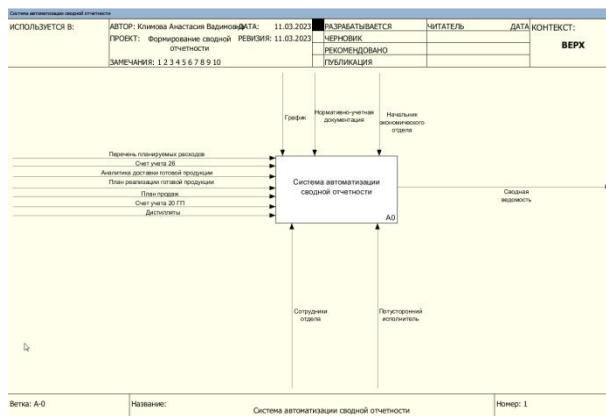 Система автоматизации сводной отчетности
ИСПОЛЬЗУЕТСЯ В:
АВТОР: Климова Анастасия Вадимовна
ДАТА: 11.03.2023
РАЗРАБАТЫВАЕТСЯ
ЧИТАТЕЛЬ
ДАТА
КОНТЕКСТ:
ПРОЕКТ: Формирование сводной
отчетности
РЕВИЗИЯ: 11.03.2023
ЧЕРНОВИК
ВЕРХ
РЕКОМЕНДОВАНО
ЗАМЕЧАНИЯ: 1 2 3 4 5 6 7 8 9 10
ПУБЛИКАЦИЯ
График
Нормативно-учетная
документация
Начальник
экономического
отдела
Перечень планируемых расходов
Счет учета 26
Аналитика доставки готовой продукции
План реализации готовой продукции
План продаж
Счет учета 20 ГП
Дистилляты
Система автоматизации
сводной отчетности
A0
Сводная
ведомость
Сотрудники
отдела
Потусторонний
исполнитель
Ветка: A-0
Название:
Система автоматизации сводной отчетности
Номер: 1